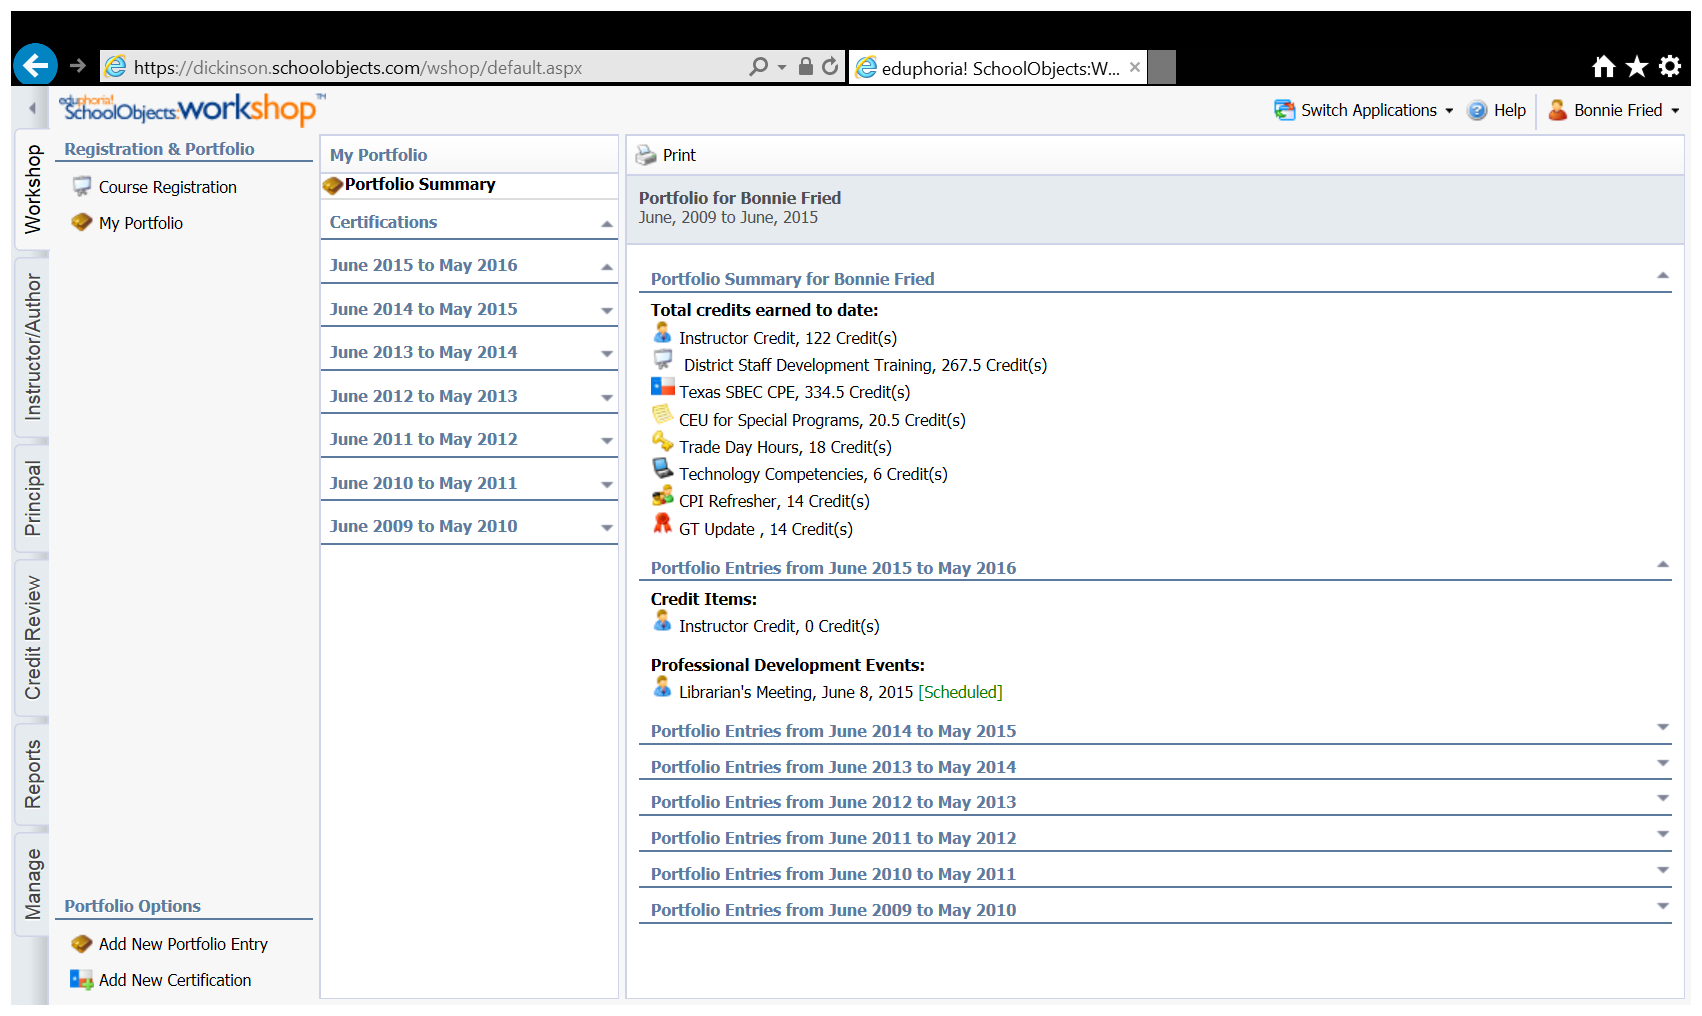 https://dickinson.schoolobjects.com/wshop/default.aspx
eduphoria! SchoolObjects:W...
eduphoria!
SchoolObjects:workshop™
Switch Applications
Help
Bonnie Fried
Workshop
Instructor/Author
Principal
Credit Review
Reports
Manage
Registration & Portfolio
Course Registration
My Portfolio
Portfolio Options
Add New Portfolio Entry
Add New Certification
My Portfolio
Portfolio Summary
Certifications
June 2015 to May 2016
June 2014 to May 2015
June 2013 to May 2014
June 2012 to May 2013
June 2011 to May 2012
June 2010 to May 2011
June 2009 to May 2010
Print
Portfolio for Bonnie Fried
June, 2009 to June, 2015
Portfolio Summary for Bonnie Fried
Total credits earned to date:
Instructor Credit, 122 Credit(s)
District Staff Development Training, 267.5 Credit(s)
Texas SBEC CPE, 334.5 Credit(s)
CEU for Special Programs, 20.5 Credit(s)
Trade Day Hours, 18 Credit(s)
Technology Competencies, 6 Credit(s)
CPI Refresher, 14 Credit(s)
GT Update , 14 Credit(s)
Portfolio Entries from June 2015 to May 2016
Credit Items:
Instructor Credit, 0 Credit(s)
Professional Development Events:
Librarian's Meeting, June 8, 2015 [Scheduled]
Portfolio Entries from June 2014 to May 2015
Portfolio Entries from June 2013 to May 2014
Portfolio Entries from June 2012 to May 2013
Portfolio Entries from June 2011 to May 2012
Portfolio Entries from June 2010 to May 2011
Portfolio Entries from June 2009 to May 2010